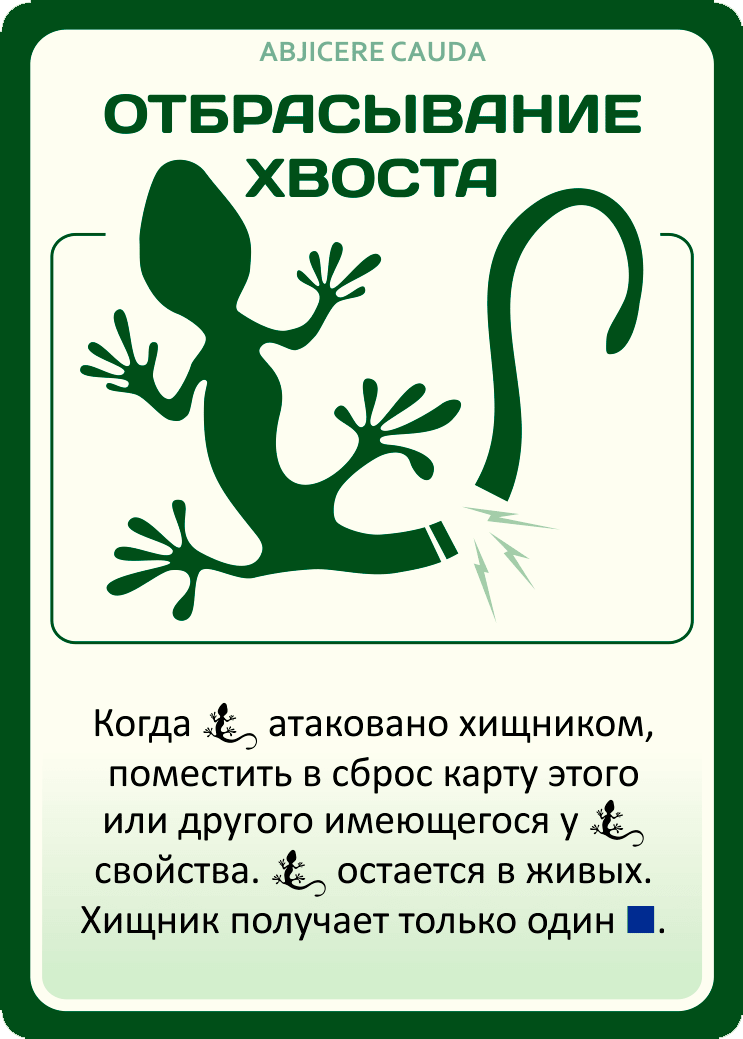 ABJICERE CAUDA
ОТБРАСЫВАНИЕ
ХВОСТА
Когда атаковано хищником,
поместить в сброс карту этого
или другого имеющегося у
свойства. остается в живых.
Хищник получает только один .